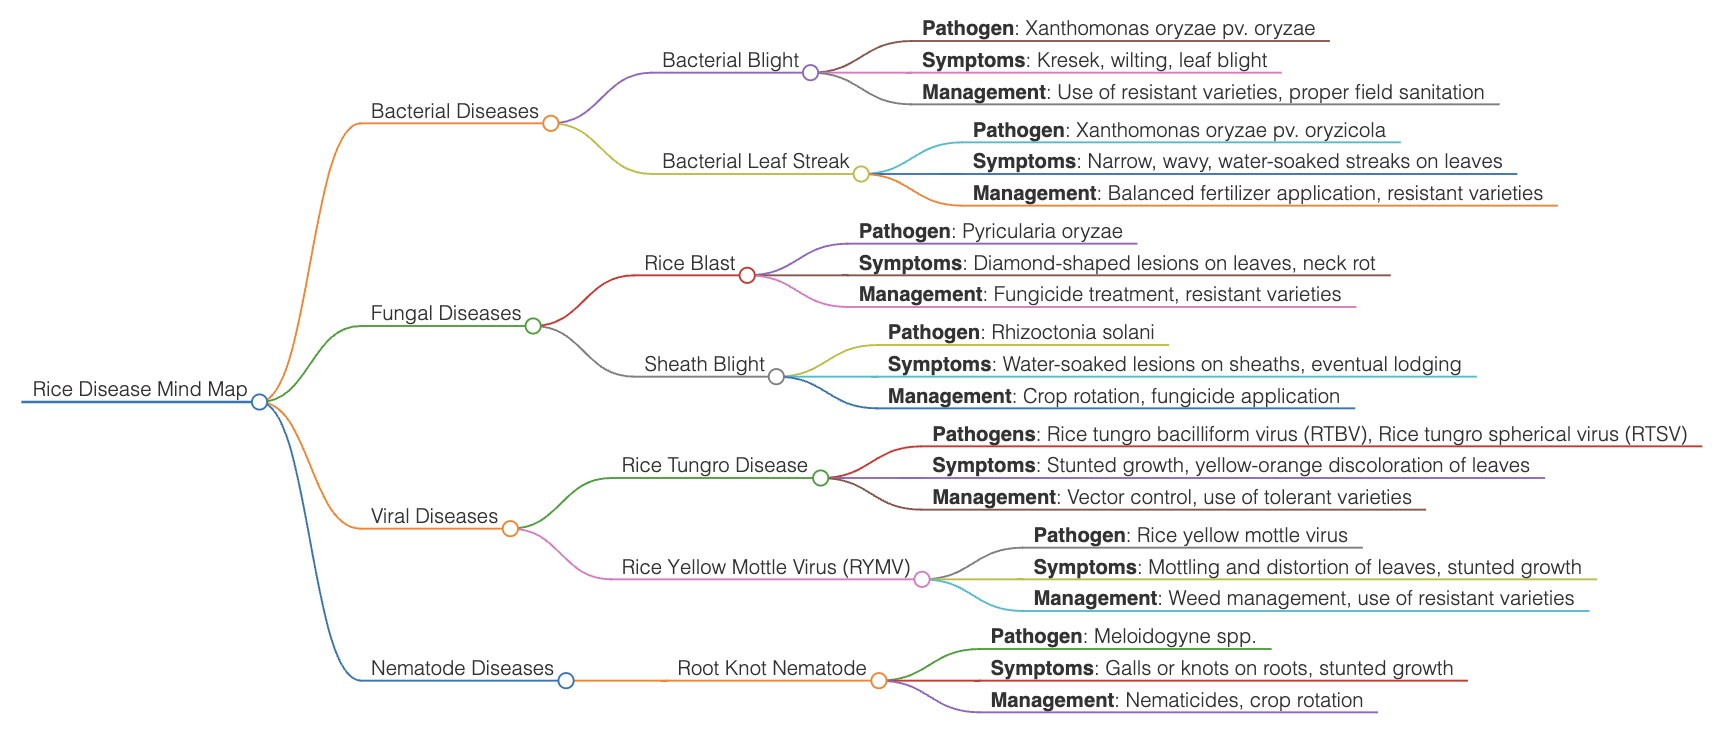 Rice Disease Mind Map
Bacterial Diseases
Bacterial Blight
Pathogen: Xanthomonas oryzae pv. oryzae
Symptoms: Kresek, wilting, leaf blight
Management: Use of resistant varieties, proper field sanitation
Bacterial Leaf Streak
Pathogen: Xanthomonas oryzae pv. oryzicola
Symptoms: Narrow, wavy, water-soaked streaks on leaves
Management: Balanced fertilizer application, resistant varieties
Fungal Diseases
Rice Blast
Pathogen: Pyricularia oryzae
Symptoms: Diamond-shaped lesions on leaves, neck rot
Management: Fungicide treatment, resistant varieties
Sheath Blight
Pathogen: Rhizoctonia solani
Symptoms: Water-soaked lesions on sheaths, eventual lodging
Management: Crop rotation, fungicide application
Viral Diseases
Rice Tungro Disease
Pathogens: Rice tungro bacilliform virus (RTBV), Rice tungro spherical virus (RTSV)
Symptoms: Stunted growth, yellow-orange discoloration of leaves
Management: Vector control, use of tolerant varieties
Rice Yellow Mottle Virus (RYMV)
Pathogen: Rice yellow mottle virus
Symptoms: Mottling and distortion of leaves, stunted growth
Management: Weed management, use of resistant varieties
Nematode Diseases
Root Knot Nematode
Pathogen: Meloidogyne spp.
Symptoms: Galls or knots on roots, stunted growth
Management: Nematicides, crop rotation